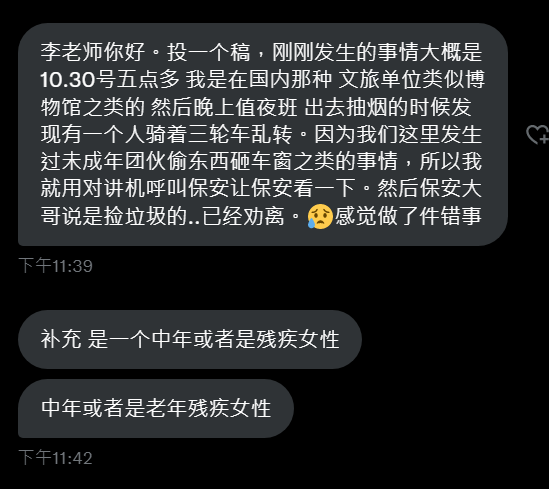 李老师你好。投一个稿，刚刚发生的事情大概是
10.30号五点多 我是在国内那种 文旅单位类似博
物馆之类的 然后晚上值夜班 出去抽烟的时候发
现有一个人骑着三轮车乱转。因为我们这里发生
过未成年团伙偷东西砸车窗之类的事情，所以我
就用对讲机呼叫保安让保安看一下。然后保安大
哥说是捡垃圾的..已经劝离。😥感觉做了件错事
下午11:39
补充 是一个中年或者是残疾女性
中年或者是老年残疾女性
下午11:42